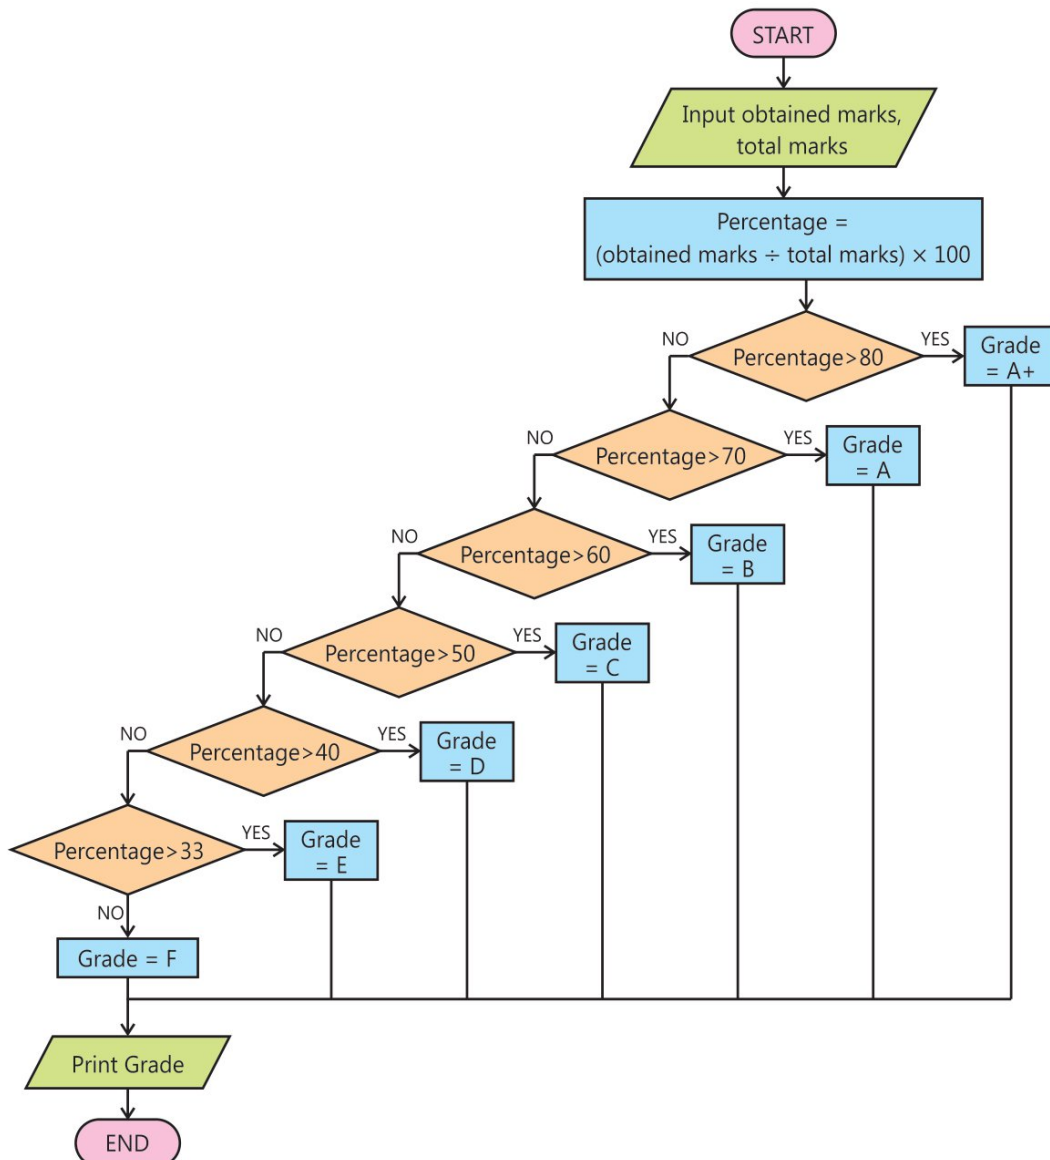 START
Input obtained marks,
total marks
Percentage =
(obtained marks ÷ total marks) × 100
Percentage>80
NO
YES
Grade
= A+
Percentage>70
NO
YES
Grade
= A
Percentage>60
NO
YES
Grade
= B
Percentage>50
NO
YES
Grade
= C
Percentage>40
NO
YES
Grade
= D
Percentage>33
YES
Grade
= E
NO
Grade = F
Print Grade
END